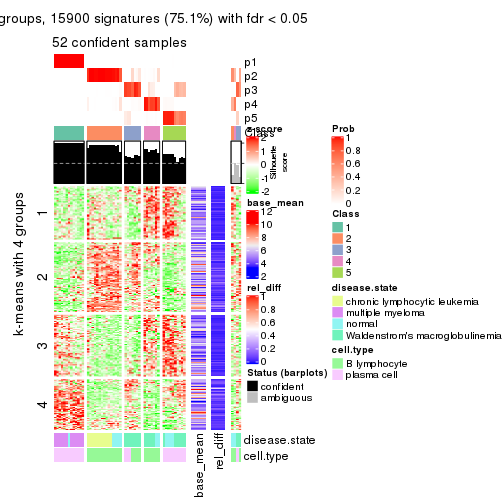 groups, 15900 signatures (75.1%) with fdr < 0.05
52 confident samples
p1
p2
p3
p4
p5
Class
Silhouette
score
1
2
3
4
k-means with 4 groups
base_mean
rel_diff
disease.state
cell.type
z-score
2
1
0
-1
-2
base_mean
12
10
8
6
4
2
rel_diff
1
0.8
0.6
0.4
0.2
0
Status (barplots)
confident
ambiguous
Prob
1
0.8
0.6
0.4
0.2
0
Class
1
2
3
4
5
disease.state
chronic lymphocytic leukemia
multiple myeloma
normal
Waldenstrom's macroglobulinemia
cell.type
B lymphocyte
plasma cell